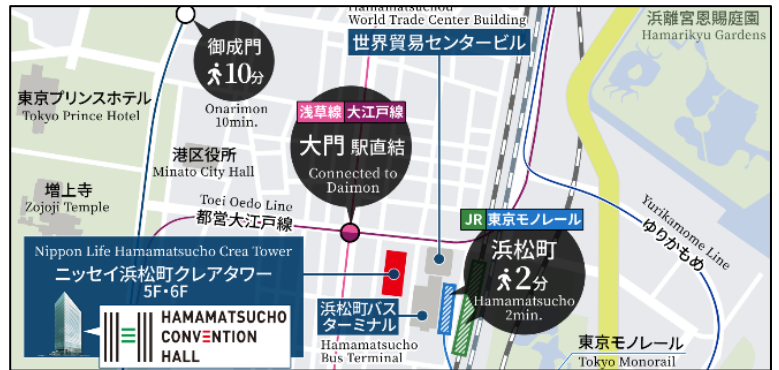 Hamamatsuchou
World Trade Center Building
世界貿易センタービル
浜離宮恩賜庭園
Hamarikyu Gardens
御成門
10分
Onarimon
10min.
東京プリンスホテル
Tokyo Prince Hotel
浅草線 大江戸線
大門 駅直結
Connected to
Daimon
港区役所
Minato City Hall
増上寺
Zojoji Temple
Toei Oedo Line
都営大江戸線
JR 東京モノレール
浜松町
2分
Hamamatsucho
2min.
Yurikamome Line
ゆりかもめ
Nippon Life Hamamatsucho Crea Tower
ニッセイ浜松町クレアタワー
5F・6F
HAMAMATSUCHO
CONVENTION
HALL
浜松町バス
ターミナル
Hamamatsucho
Bus Terminal
東京モノレール
Tokyo Monorail